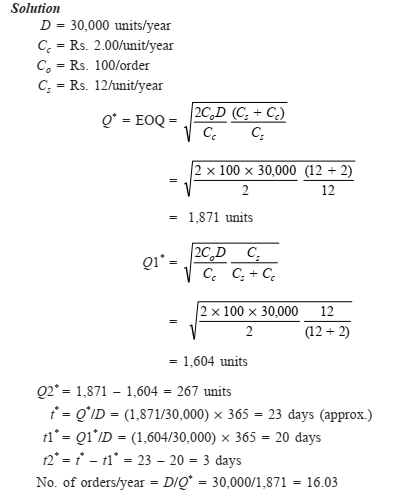 Solution
D = 30,000 units/year
C_c = Rs. 2.00/unit/year
C_o = Rs. 100/order
C_s = Rs. 12/unit/year
Q* = EOQ = √(2C_oD/C_c (C_s + C_c)/C_s)
= √((2 × 100 × 30,000)/2 (12 + 2)/12)
= 1,871 units
Q1* = √(2C_oD/C_c C_s/(C_s + C_c))
= √((2 × 100 × 30,000)/2 12/(12 + 2))
= 1,604 units
Q2* = 1,871 – 1,604 = 267 units
t* = Q*/D = (1,871/30,000) × 365 = 23 days (approx.)
t1* = Q1*/D = (1,604/30,000) × 365 = 20 days
t2* = t* – t1* = 23 – 20 = 3 days
No. of orders/year = D/Q* = 30,000/1,871 = 16.03